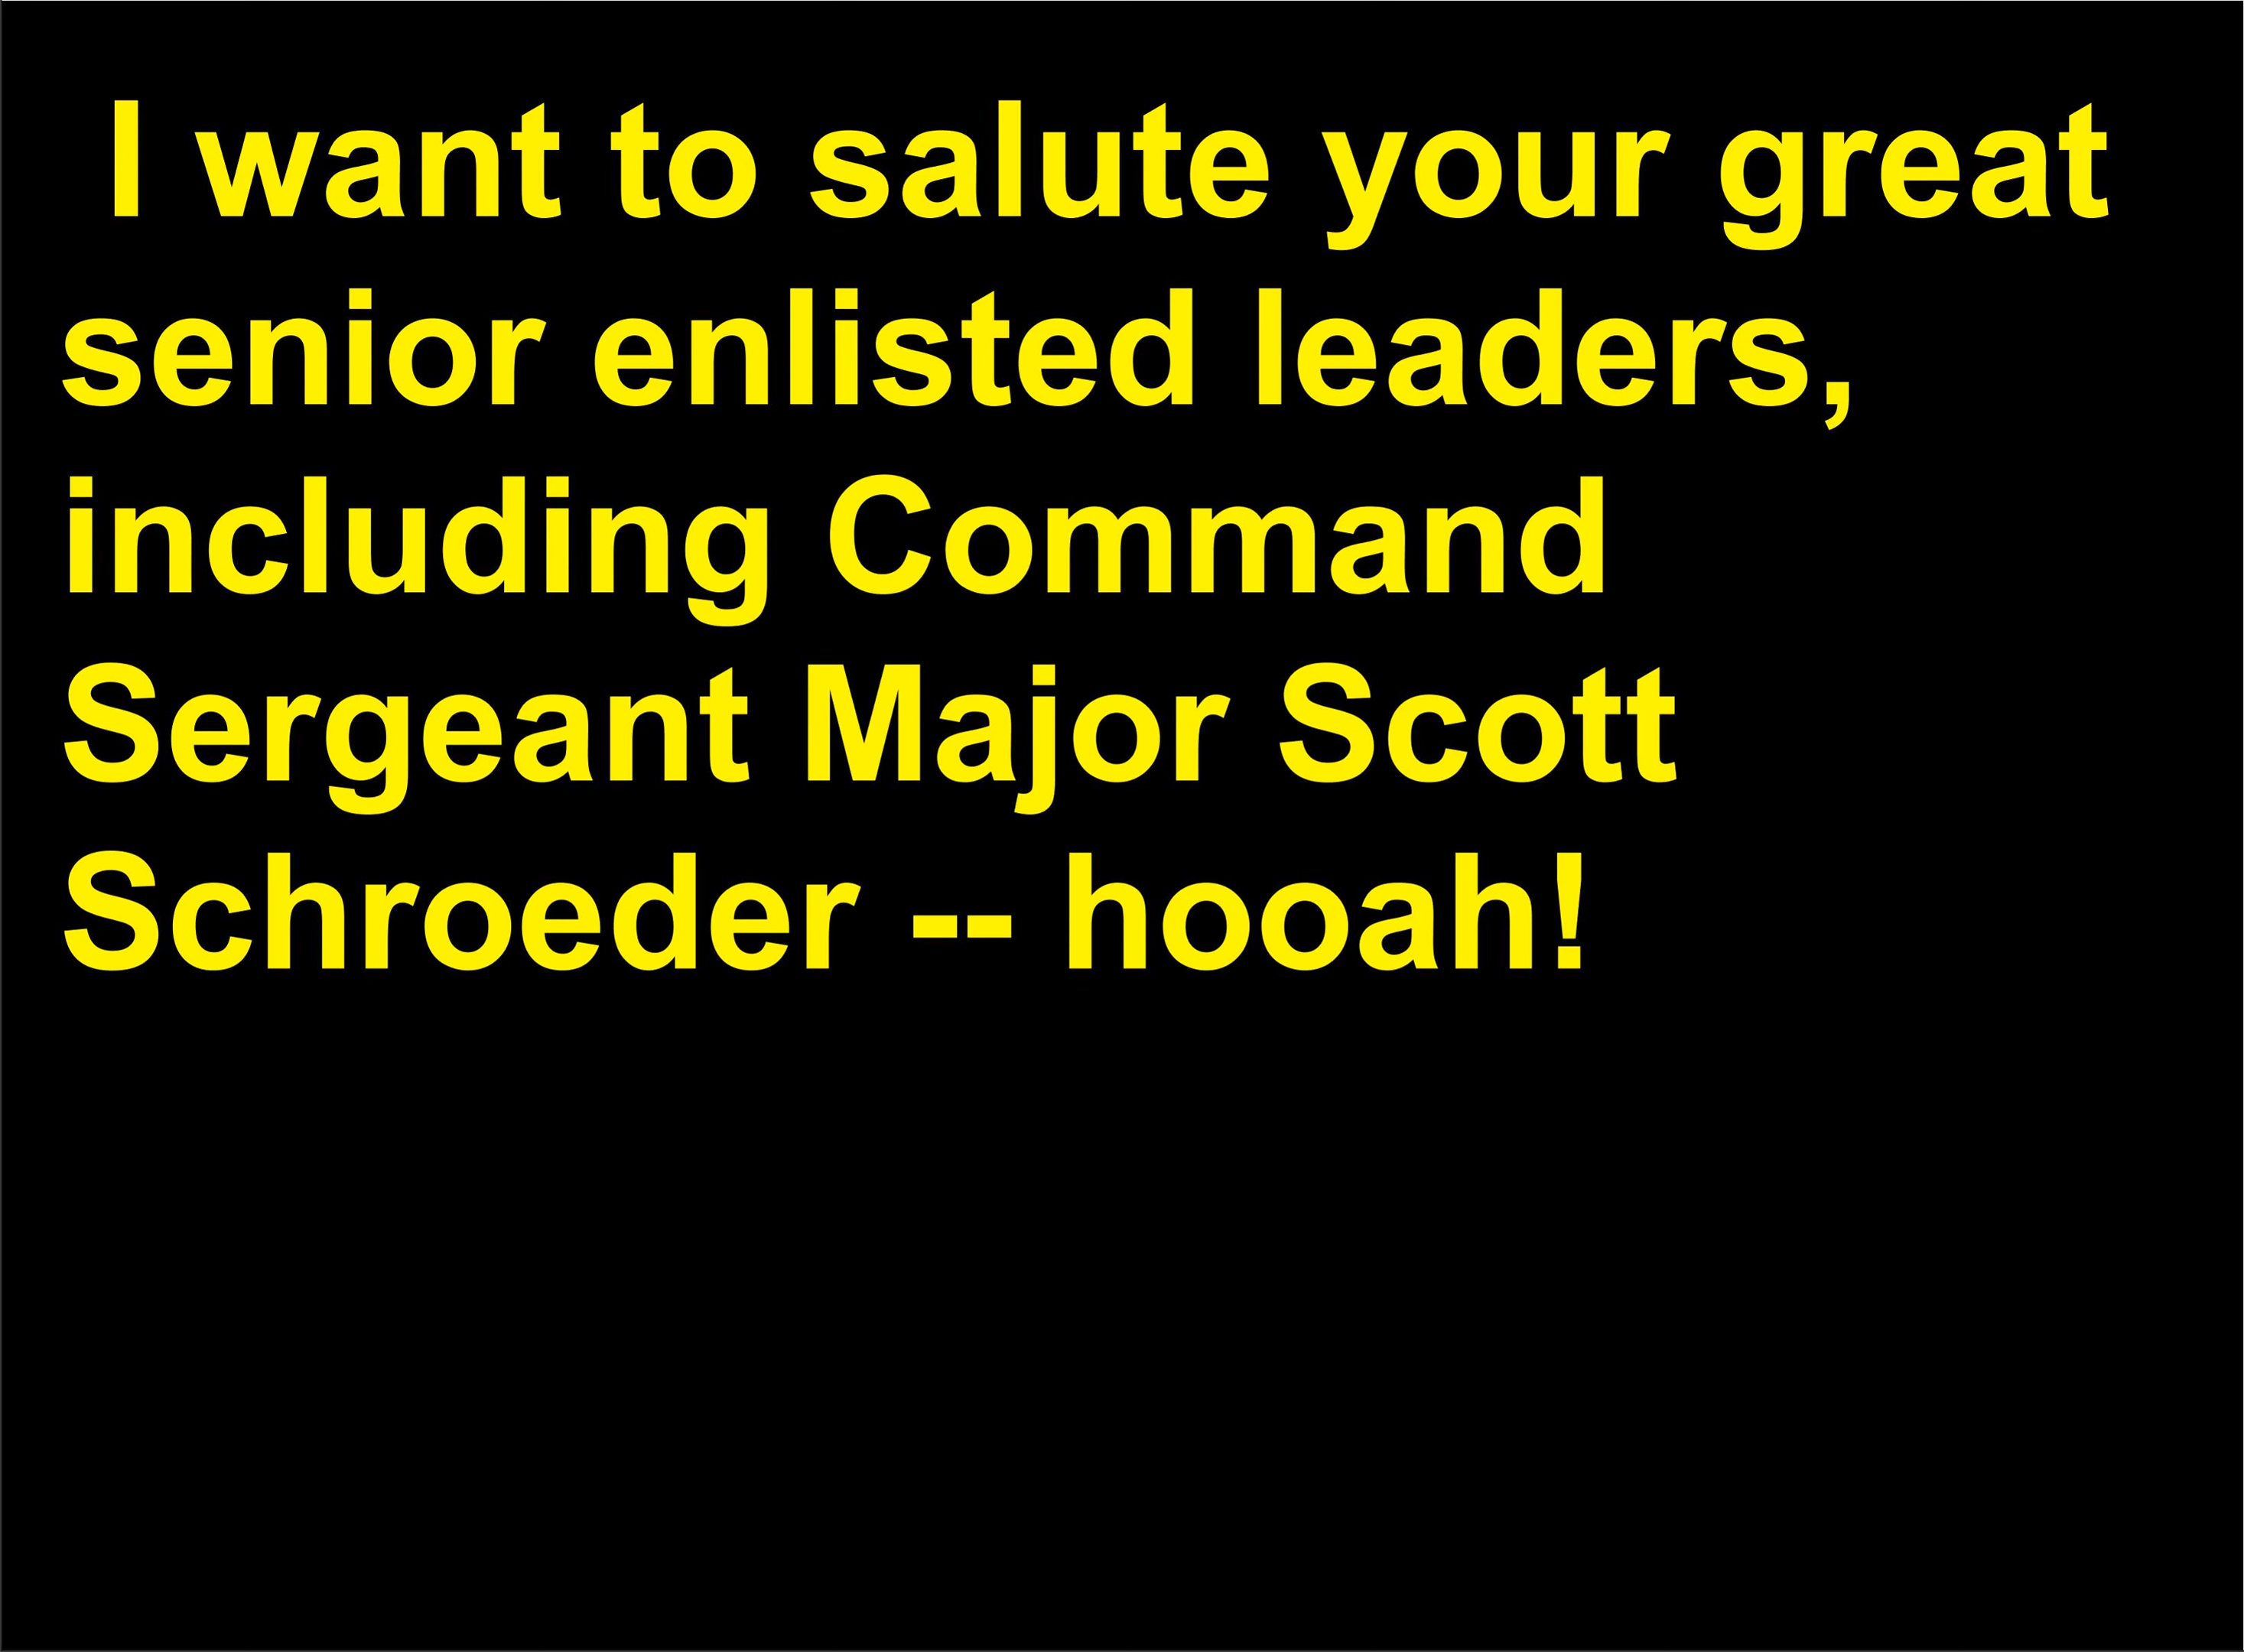 I want to salute your great
senior enlisted leaders,
including Command
Sergeant Major Scott
Schroeder -- hooah!